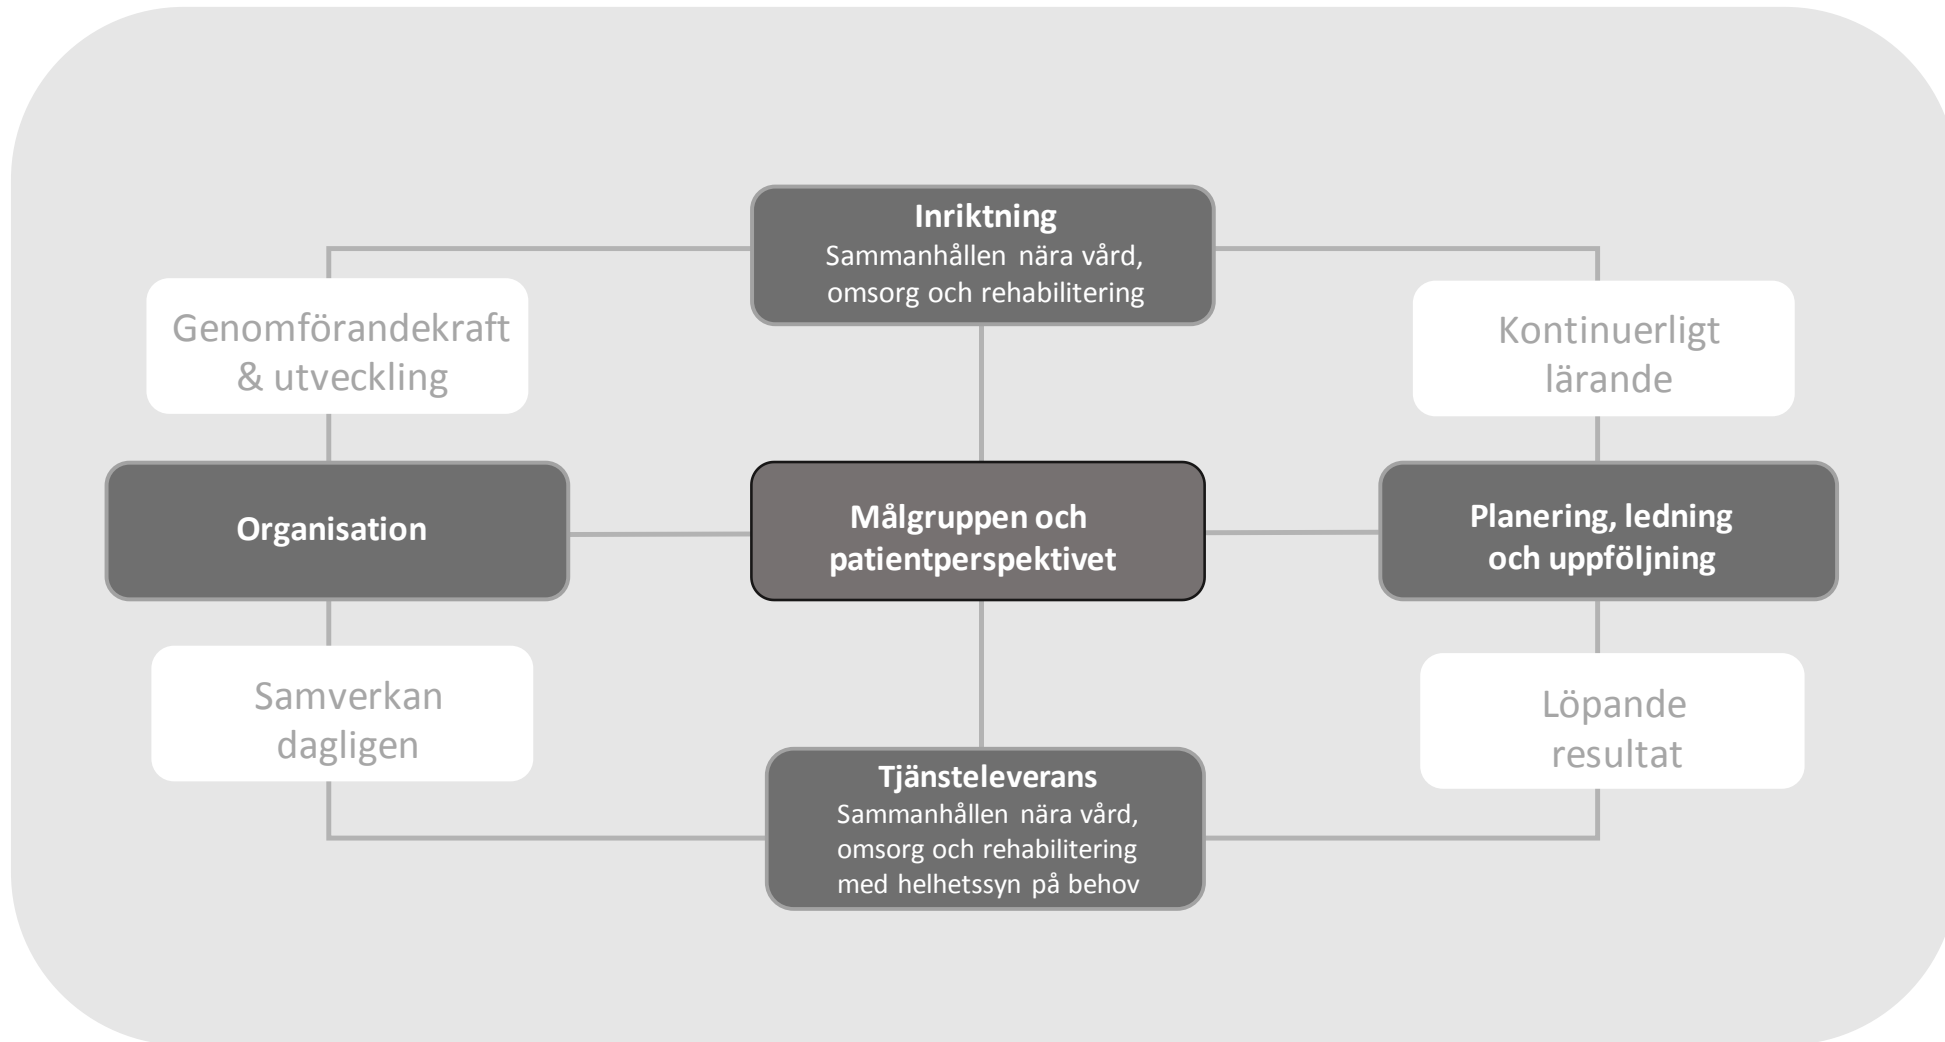 Inriktning
Sammanhållen nära vård,
omsorg och rehabilitering
Genomförandekraft
& utveckling
Kontinuerligt
lärande
Organisation
Målgruppen och
patientperspektivet
Planering, ledning
och uppföljning
Samverkan
dagligen
Löpande
resultat
Tjänsteleverans
Sammanhållen nära vård,
omsorg och rehabilitering
med helhetssyn på behov